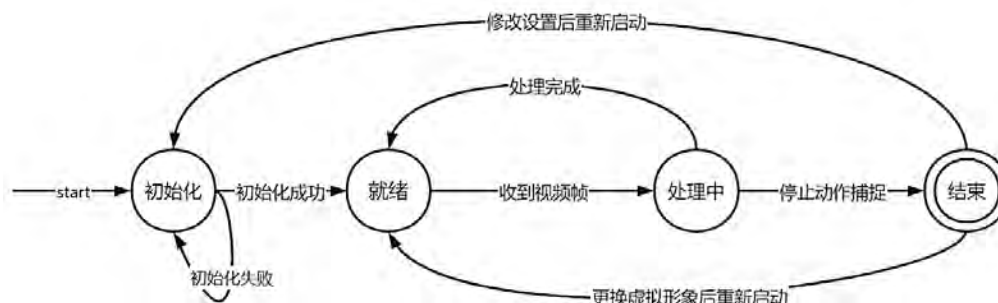 修改设置后重新启动
处理完成
start
初始化
初始化成功
就绪
收到视频帧
处理中
停止动作捕捉
结束
初始化失败
更换虚拟形象后重新启动